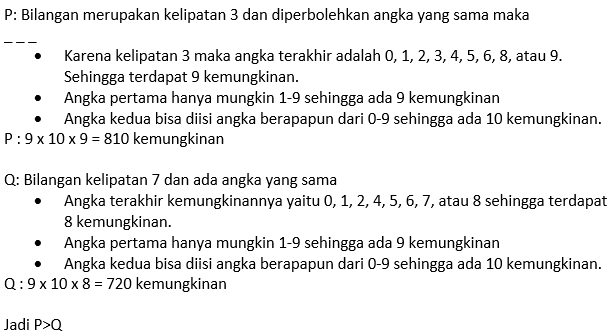 P: Bilangan merupakan kelipatan 3 dan diperbolehkan angka yang sama maka
_ _ _
• Karena kelipatan 3 maka angka terakhir adalah 0, 1, 2, 3, 4, 5, 6, 8, atau 9.
Sehingga terdapat 9 kemungkinan.
• Angka pertama hanya mungkin 1-9 sehingga ada 9 kemungkinan
• Angka kedua bisa diisi angka berapapun dari 0-9 sehingga ada 10 kemungkinan.
P : 9 x 10 x 9 = 810 kemungkinan
Q: Bilangan kelipatan 7 dan ada angka yang sama
• Angka terakhir kemungkinannya yaitu 0, 1, 2, 4, 5, 6, 7, atau 8 sehingga terdapat
8 kemungkinan.
• Angka pertama hanya mungkin 1-9 sehingga ada 9 kemungkinan
• Angka kedua bisa diisi angka berapapun dari 0-9 sehingga ada 10 kemungkinan.
Q : 9 x 10 x 8 = 720 kemungkinan
Jadi P>Q